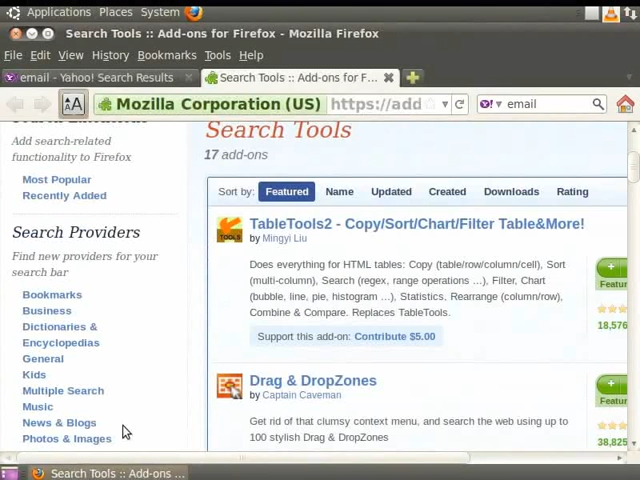 Applications Places System
Search Tools :: Add-ons for Firefox - Mozilla Firefox
File Edit View History Bookmarks Tools Help
email - Yahoo! Search Results
Search Tools :: Add-ons for F...
Mozilla Corporation (US) https://add
email
Add search-related
functionality to Firefox
Most Popular
Recently Added
Search Providers
Find new providers for your
search bar
Bookmarks
Business
Dictionaries &
Encyclopedias
General
Kids
Multiple Search
Music
News & Blogs
Photos & Images
Search Tools
17 add-ons
Sort by: Featured Name Updated Created Downloads Rating
TOOLS
TableTools2 - Copy/Sort/Chart/Filter Table&More!
by Mingyi Liu
Does everything for HTML tables: Copy (table/row/column/cell), Sort
(multi-column), Search (regex, range operations ...), Filter, Chart
(bubble, line, pie, histogram ...), Statistics, Rearrange (column/row),
Combine & Compare. Replaces TableTools.
Support this add-on: Contribute $5.00
Featur
18,576
Drag & DropZones
by Captain Caveman
Get rid of that clumsy context menu, and search the web using up to
100 stylish Drag & DropZones
Featur
38,825
Search Tools :: Add-ons ...